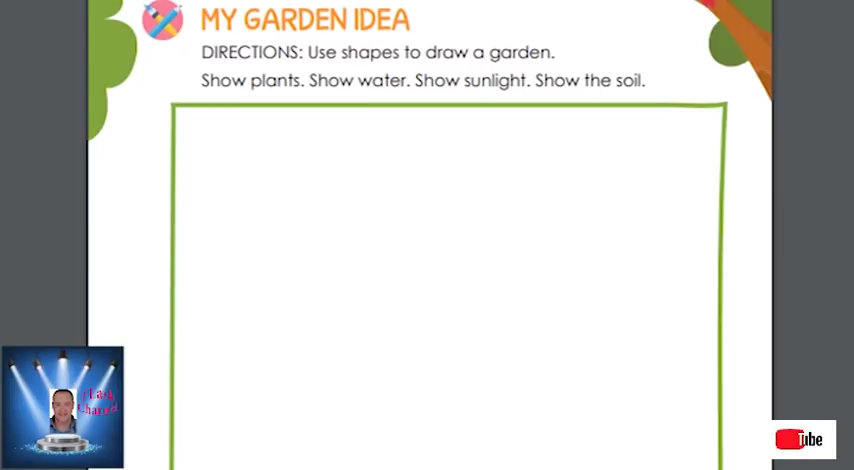 MY GARDEN IDEA
DIRECTIONS: Use shapes to draw a garden.
Show plants. Show water. Show sunlight. Show the soil.
Channel
Tube